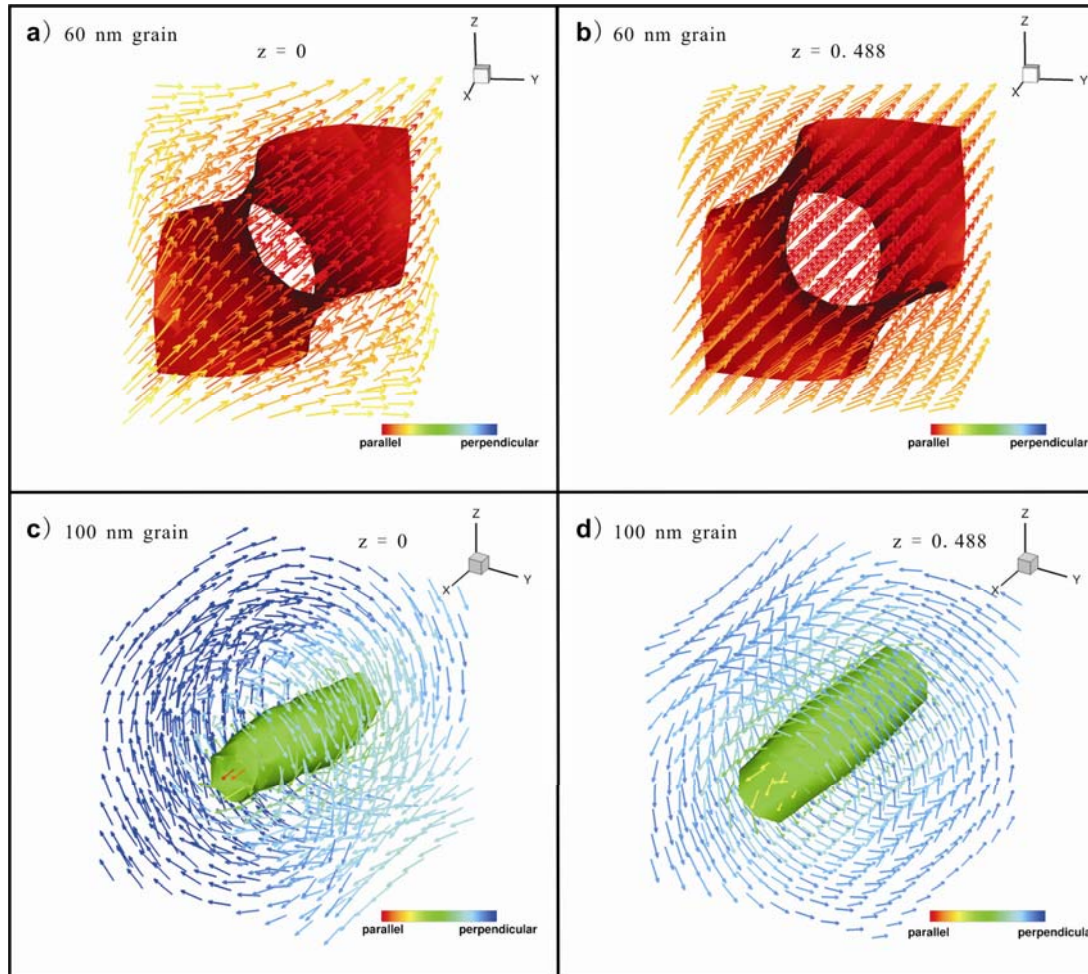 a) 60 nm grain
z = 0
Z
Y
X
parallel perpendicular
b) 60 nm grain
z = 0.488
Z
Y
X
parallel perpendicular
c) 100 nm grain
z = 0
Z
X
Y
parallel perpendicular
d) 100 nm grain
z = 0.488
Z
X
Y
parallel perpendicular